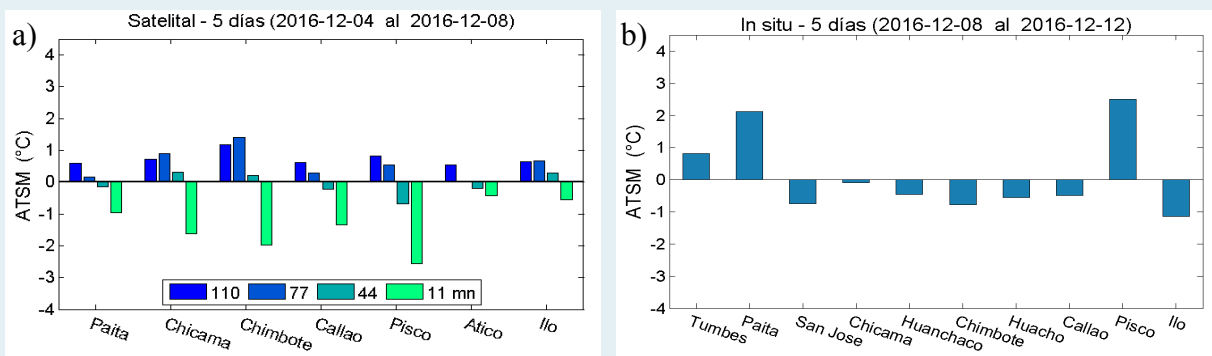 a)
Satelital - 5 días (2016-12-04 al 2016-12-08)
ATSM (°C)
4
3
2
1
0
-1
-2
-3
-4
110 77 44 11 mn
Paita Chicama Chimbote Callao Pisco Atico Ilo
b)
In situ - 5 días (2016-12-08 al 2016-12-12)
ATSM (°C)
4
3
2
1
0
-1
-2
-3
-4
Tumbes Paita San Jose Chicama Huanchaco Chimbote Huacho Callao Pisco Ilo